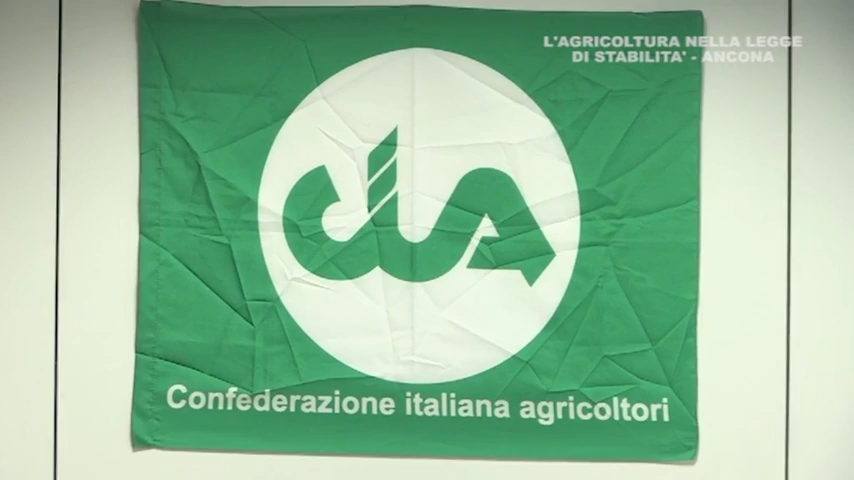 L'AGRICOLTURA NELLA LEGGE
DI STABILITA' - ANCONA
cia
Confederazione italiana agricoltori